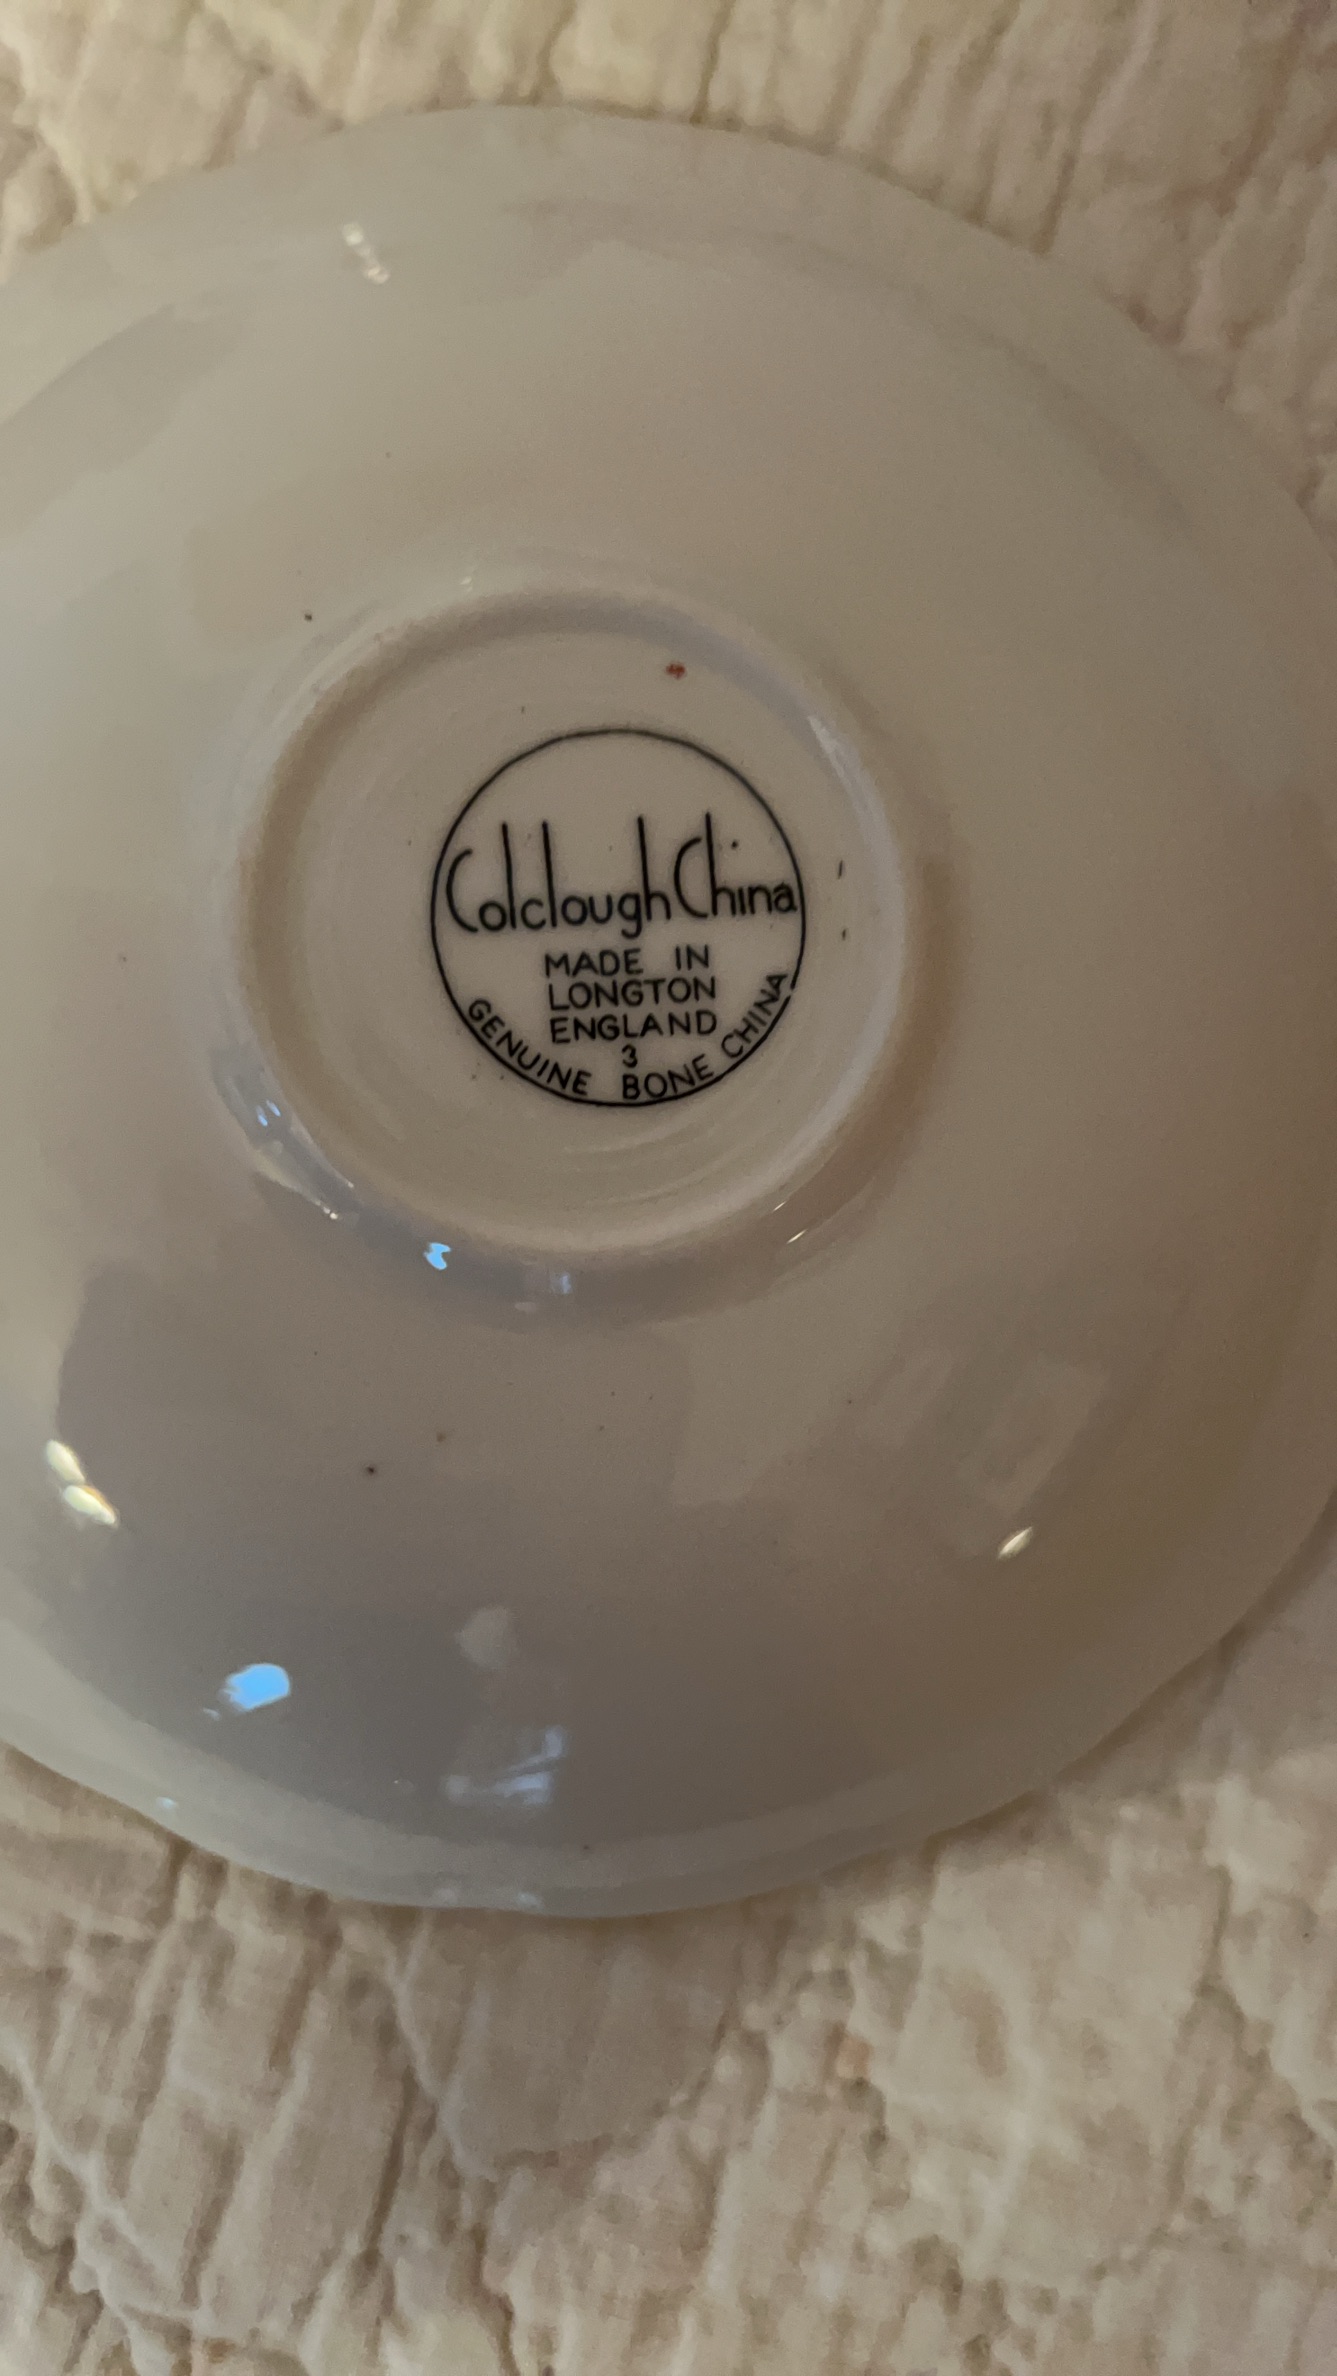 Colclough China
MADE IN
LONGTON
ENGLAND
3
GENUINE BONE CHINA